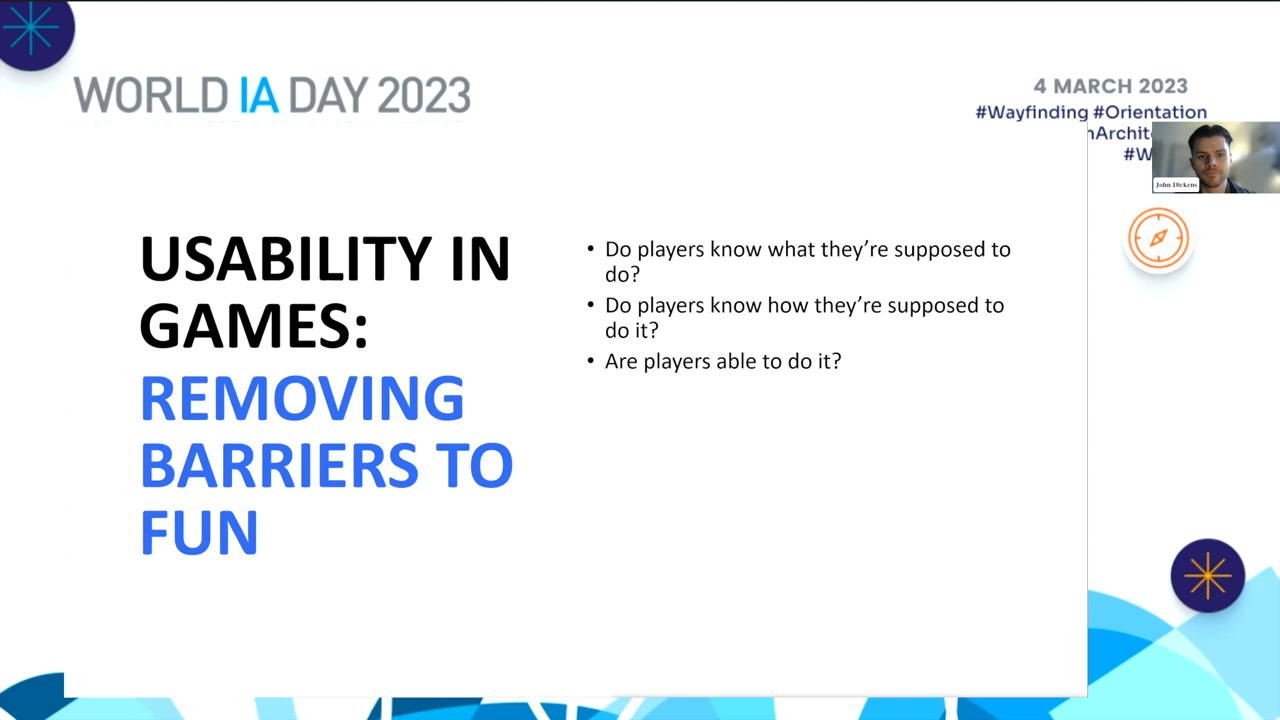 WORLD IA DAY 2023
4 MARCH 2023
#Wayfinding #Orientation
John Dickens
USABILITY IN
GAMES:
REMOVING
BARRIERS TO
FUN
• Do players know what they’re supposed to
do?
• Do players know how they’re supposed to
do it?
• Are players able to do it?